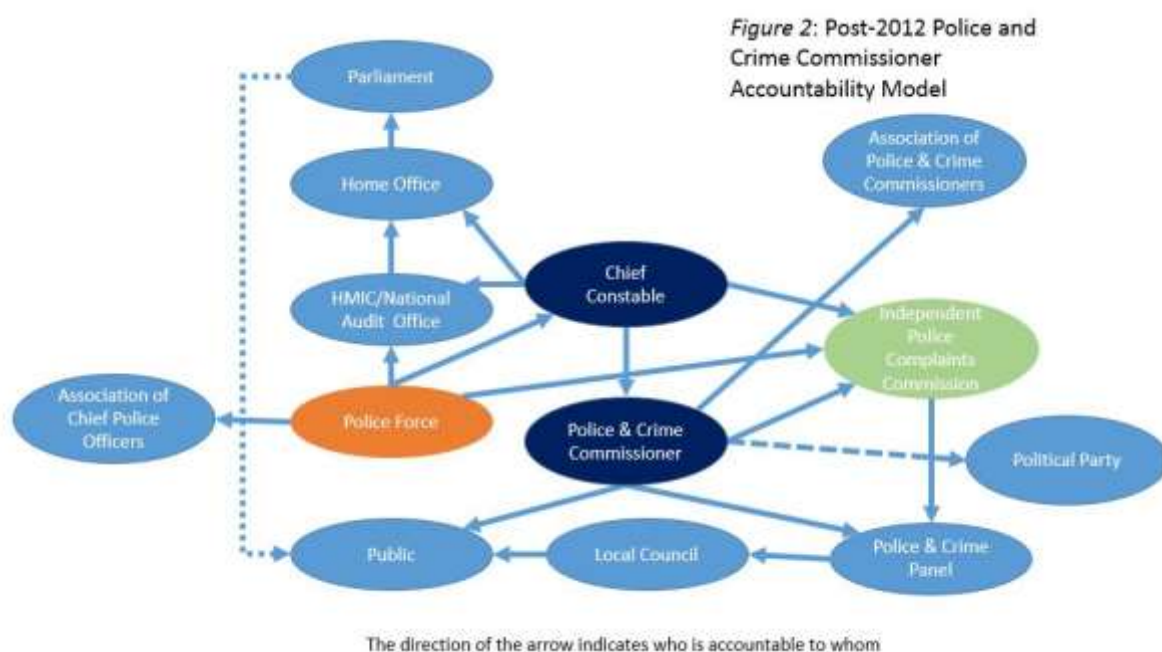 Figure 2: Post-2012 Police and
Crime Commissioner
Accountability Model
Parliament
Association of
Police & Crime
Commissioners
Home Office
Chief
Constable
HMIC/National
Audit Office
Independent
Police
Complaints
Commission
Association of
Chief Police
Officers
Police Force
Police & Crime
Commissioner
Political Party
Public
Local Council
Police & Crime
Panel
The direction of the arrow indicates who is accountable to whom